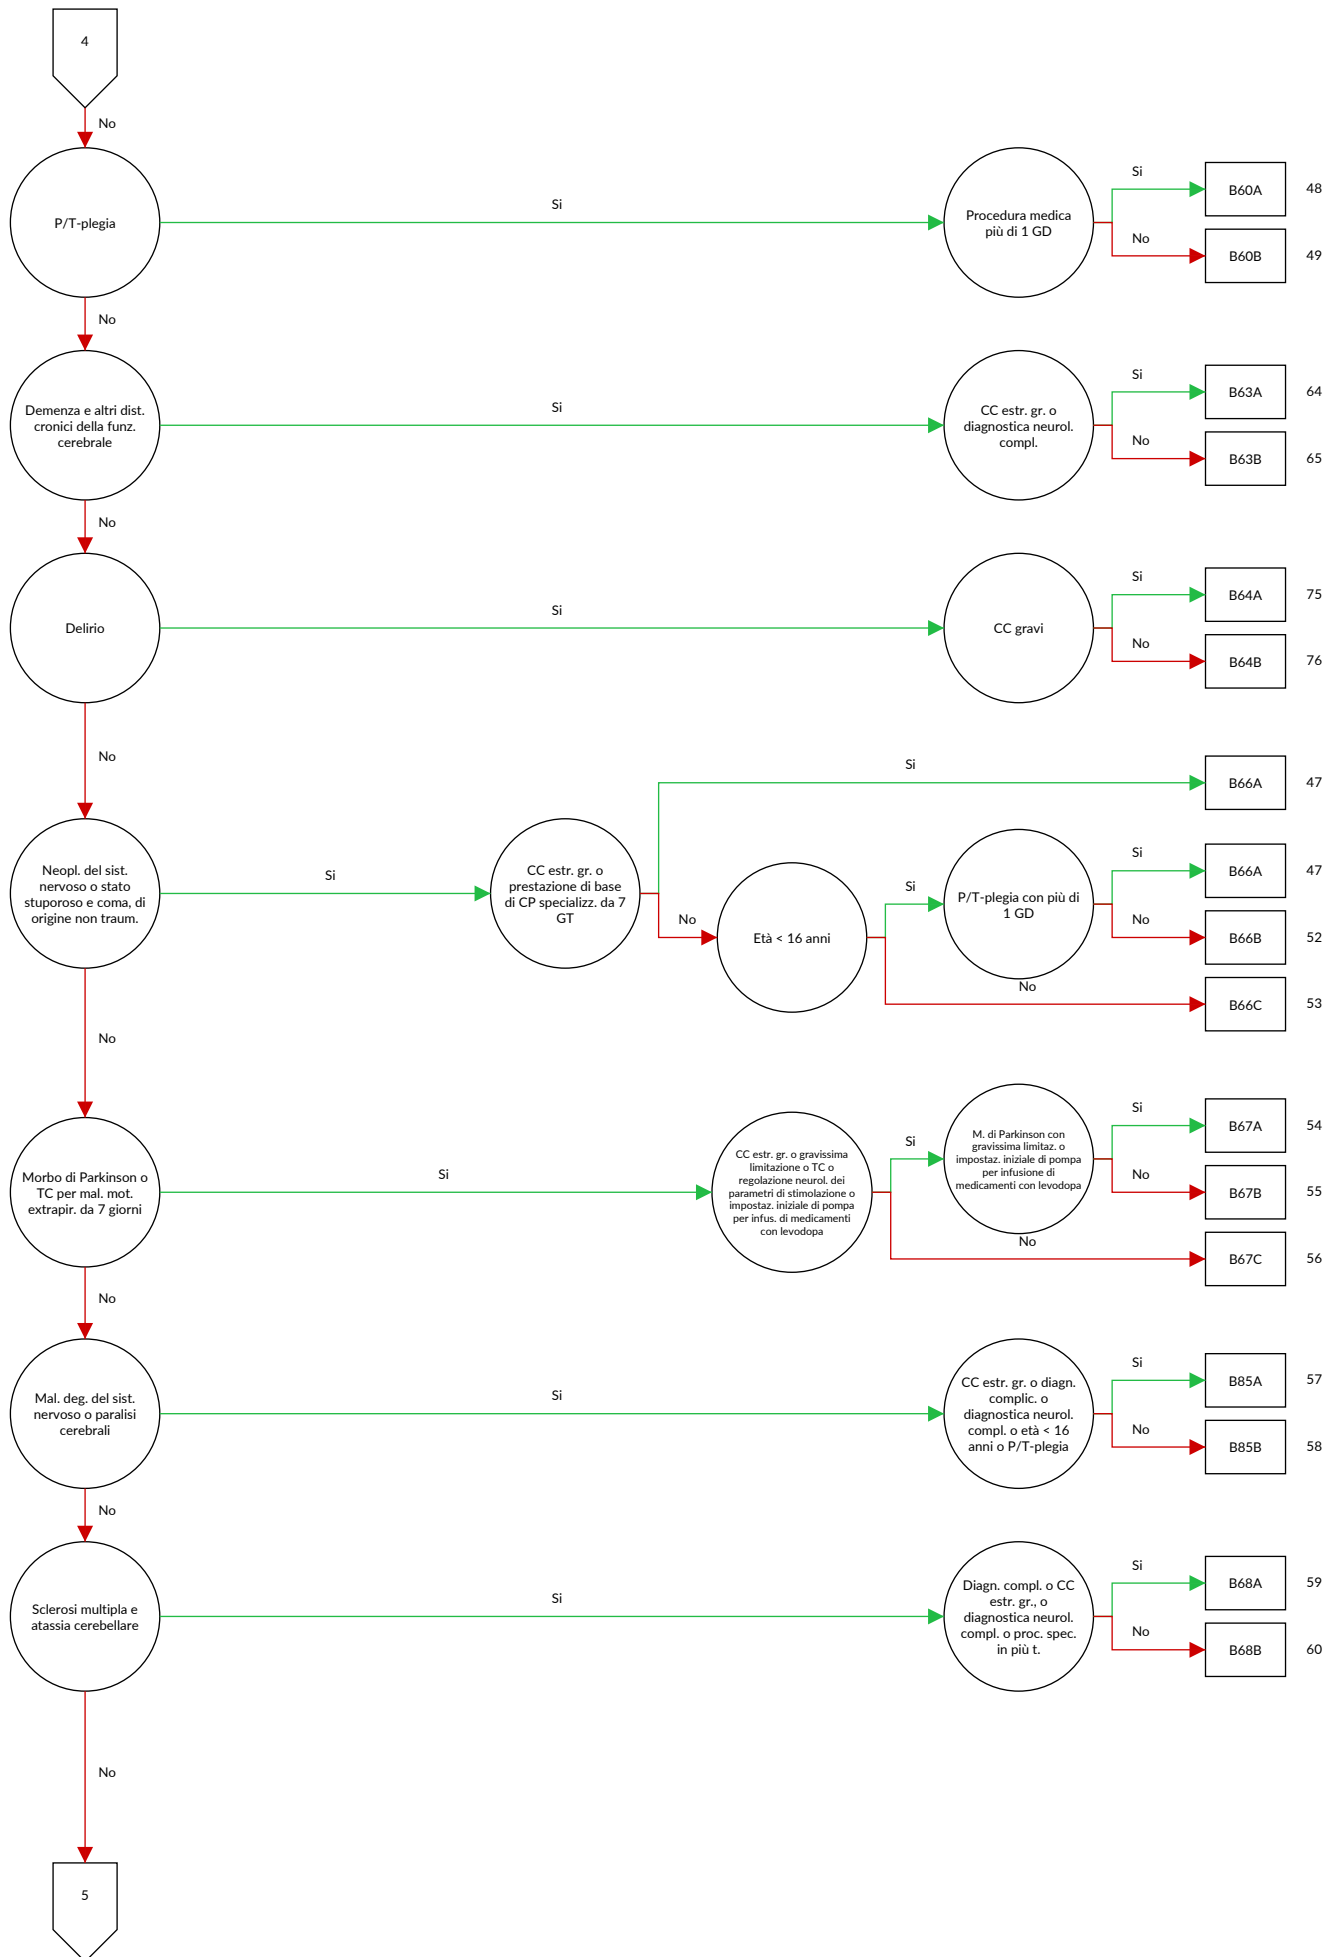 4
No
P/T-plegia
Si
Procedura medica
più di 1 GD
Si
B60A
48
No
B60B
49
No
Demenza e altri dist.
cronici della funz.
cerebrale
Si
CC estr. gr. o
diagnostica neurol.
compl.
Si
B63A
64
No
B63B
65
No
Delirio
Si
CC gravi
Si
B64A
75
No
B64B
76
No
Neopl. del sist.
nervoso o stato
stuporoso e coma, di
origine non traum.
Si
CC estr. gr. o
prestazione di base
di CP specializz. da 7
GT
Si
B66A
47
No
Età < 16 anni
Si
P/T-plegia con più di
1 GD
Si
B66A
47
No
B66B
52
No
B66C
53
No
Morbo di Parkinson o
TC per mal. mot.
extrapir. da 7 giorni
Si
CC estr. gr. o gravissima
limitazione o TC o
regolazione neurol. dei
parametri di stimolazione o
impostaz. iniziale di pompa
per infus. di medicamenti
con levodopa
Si
M. di Parkinson con
gravissima limitaz. o
impostaz. iniziale di pompa
per infusione di
medicamenti con levodopa
Si
B67A
54
No
B67B
55
No
B67C
56
No
Mal. deg. del sist.
nervoso o paralisi
cerebrali
Si
CC estr. gr. o diagn.
complic. o
diagnostica neurol.
compl. o età < 16
anni o P/T-plegia
Si
B85A
57
No
B85B
58
No
Sclerosi multipla e
atassia cerebellare
Si
Diagn. compl. o CC
estr. gr., o
diagnostica neurol.
compl. o proc. spec.
in più t.
Si
B68A
59
No
B68B
60
No
5